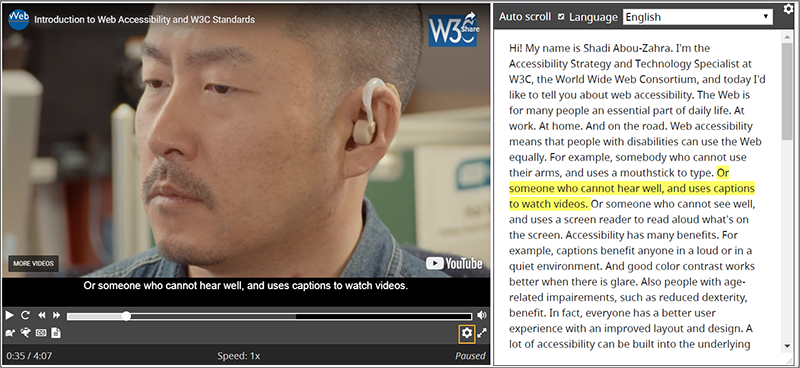 Web
Introduction to Web Accessibility and W3C Standards
W3C
Share
MORE VIDEOS
YouTube
Or someone who cannot hear well, and uses captions to watch videos.
CC
0:35 / 4:07
Speed: 1x
Paused
Auto scroll
Language
English
Hi! My name is Shadi Abou-Zahra. I'm the
Accessibility Strategy and Technology Specialist at
W3C, the World Wide Web Consortium, and today I'd
like to tell you about web accessibility. The Web is
for many people an essential part of daily life. At
work. At home. And on the road. Web accessibility
means that people with disabilities can use the Web
equally. For example, somebody who cannot use
their arms, and uses a mouthstick to type. Or
someone who cannot hear well, and uses captions
to watch videos. Or someone who cannot see well,
and uses a screen reader to read aloud what's on
the screen. Accessibility has many benefits. For
example, captions benefit anyone in a loud or in a
quiet environment. And good color contrast works
better when there is glare. Also people with age-
related impairements, such as reduced dexterity,
benefit. In fact, everyone has a better user
experience with an improved layout and design. A
lot of accessibility can be built into the underlying